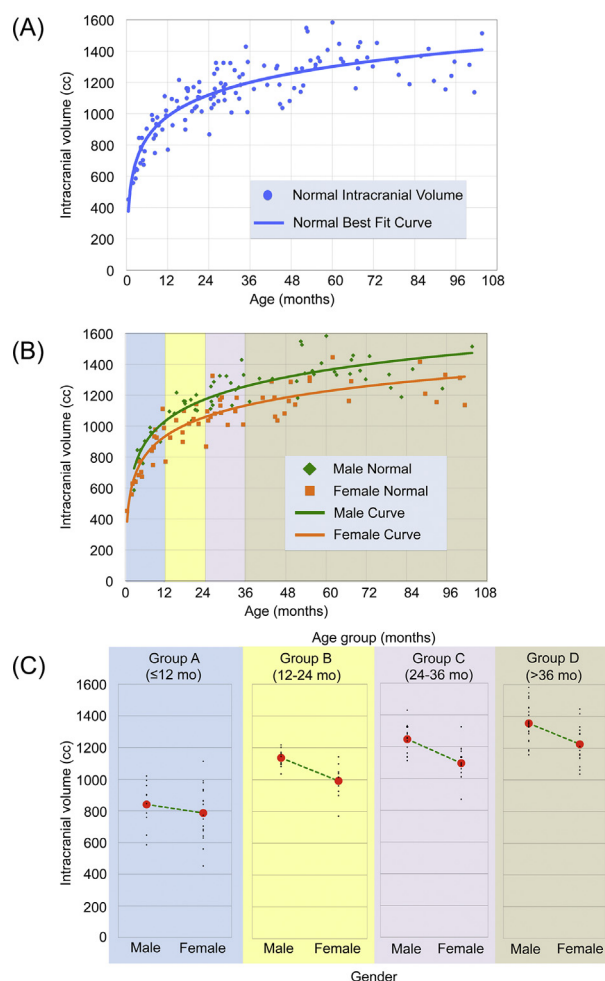 (A)
1600
1400
1200
1000
800
600
400
200
0
Intracranial volume (cc)
Normal Intracranial Volume
Normal Best Fit Curve
0 12 24 36 48 60 72 84 96 108
Age (months)
(B)
1600
1400
1200
1000
800
600
400
200
0
Intracranial volume (cc)
Male Normal
Female Normal
Male Curve
Female Curve
0 12 24 36 48 60 72 84 96 108
Age (months)
(C)
Age group (months)
Group A Group B Group C Group D
(≤12 mo) (12-24 mo) (24-36 mo) (>36 mo)
1600
1400
1200
1000
800
600
400
200
0
Intracranial volume (cc)
Male Female Male Female Male Female Male Female
Gender